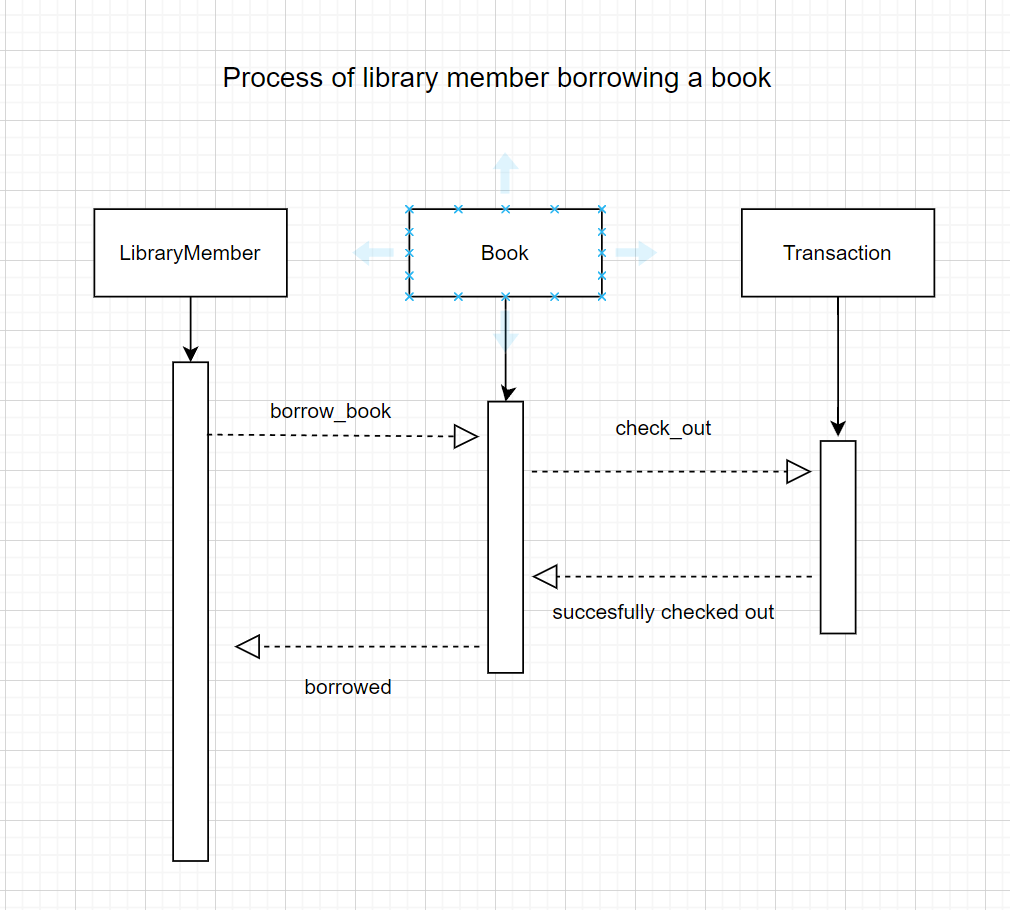 Process of library member borrowing a book
LibraryMember
Book
Transaction
borrow_book
check_out
succesfully checked out
borrowed